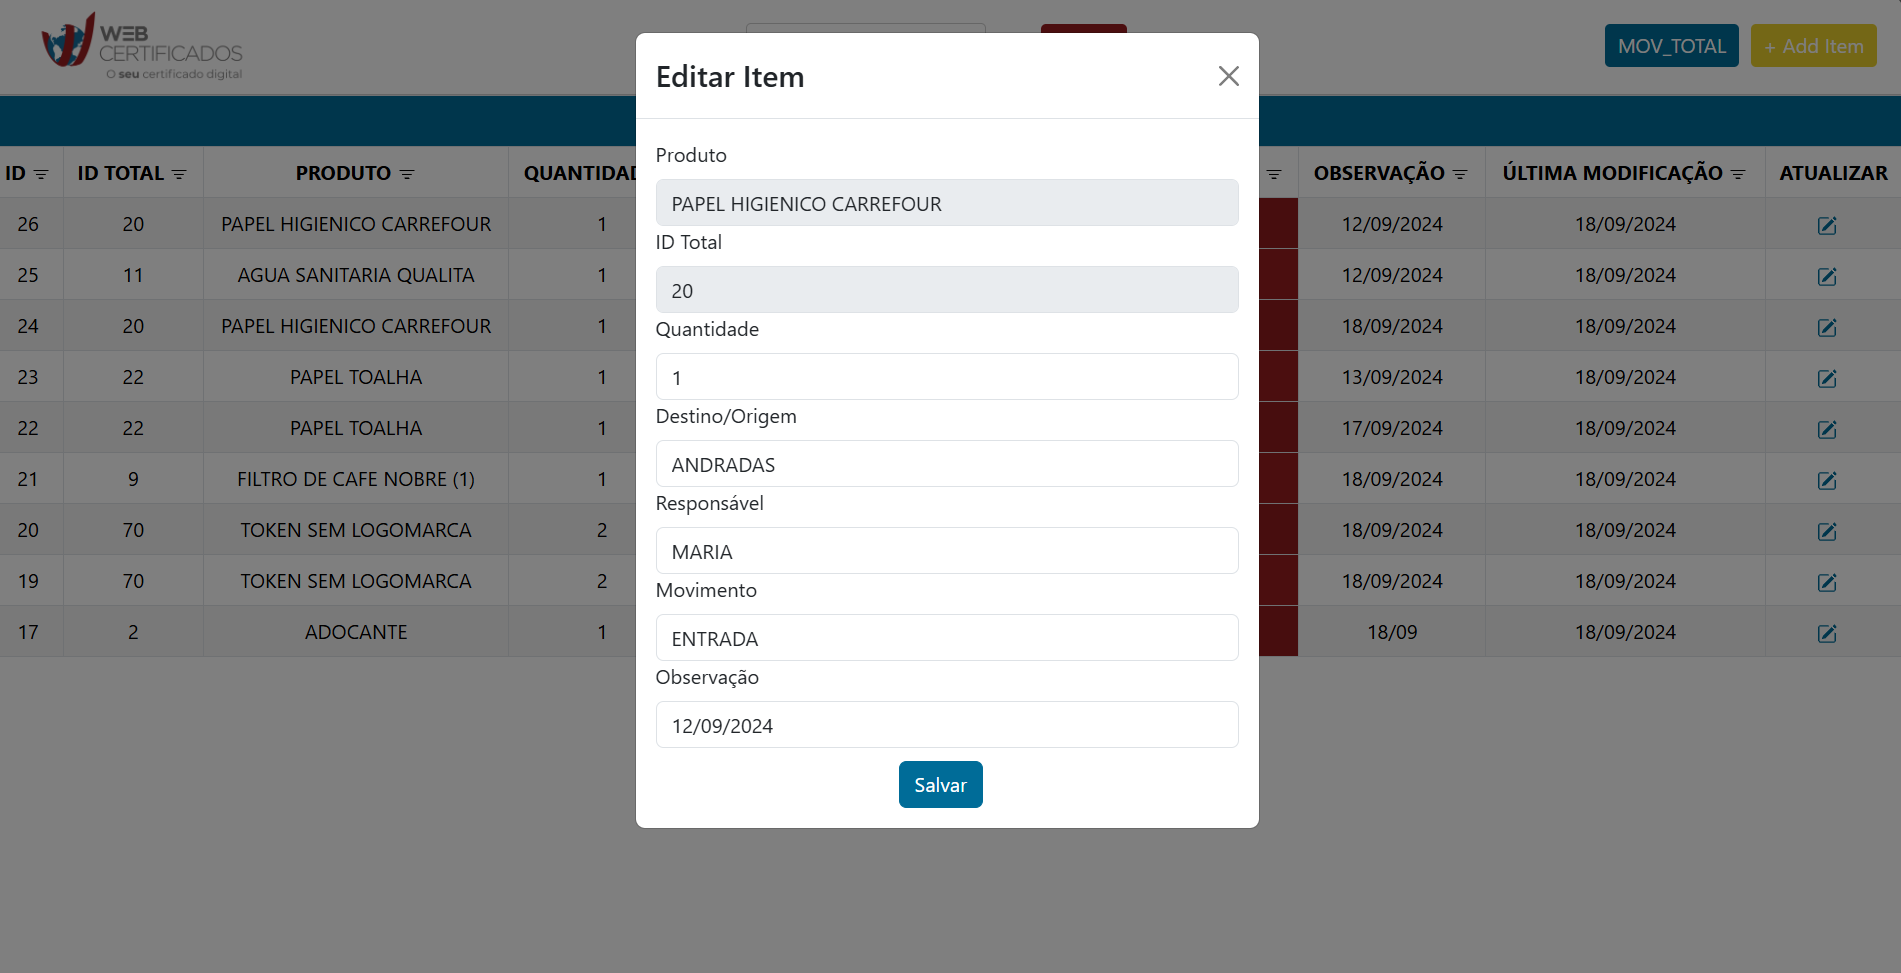 WEB
CERTIFICADOS
O seu certificado digital
MOV_TOTAL
+ Add Item
Editar Item
Produto
PAPEL HIGIENICO CARREFOUR
ID Total
20
Quantidade
1
Destino/Origem
ANDRADAS
Responsável
MARIA
Movimento
ENTRADA
Observação
12/09/2024
Salvar
ID ID TOTAL PRODUTO QUANTIDAD OBSERVAÇÃO ÚLTIMA MODIFICAÇÃO ATUALIZAR
26 20 PAPEL HIGIENICO CARREFOUR 1 12/09/2024 18/09/2024
25 11 AGUA SANITARIA QUALITA 1 12/09/2024 18/09/2024
24 20 PAPEL HIGIENICO CARREFOUR 1 18/09/2024 18/09/2024
23 22 PAPEL TOALHA 1 13/09/2024 18/09/2024
22 22 PAPEL TOALHA 1 17/09/2024 18/09/2024
21 9 FILTRO DE CAFE NOBRE (1) 1 18/09/2024 18/09/2024
20 70 TOKEN SEM LOGOMARCA 2 18/09/2024 18/09/2024
19 70 TOKEN SEM LOGOMARCA 2 18/09/2024 18/09/2024
17 2 ADOCANTE 1 18/09 18/09/2024